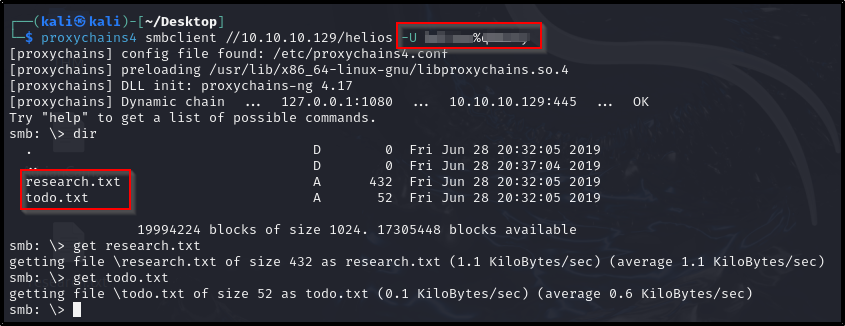 ┌──(kali㉿kali)-[~/Desktop]
└─$ proxychains4 smbclient //10.10.10.129/helios -U %
[proxychains] config file found: /etc/proxychains4.conf
[proxychains] preloading /usr/lib/x86_64-linux-gnu/libproxychains.so.4
[proxychains] DLL init: proxychains-ng 4.17
[proxychains] Dynamic chain ... 127.0.0.1:1080 ... 10.10.10.129:445 ... OK
Try "help" to get a list of possible commands.
smb: \> dir
. D 0 Fri Jun 28 20:32:05 2019
.. D 0 Fri Jun 28 20:37:04 2019
research.txt A 432 Fri Jun 28 20:32:05 2019
todo.txt A 52 Fri Jun 28 20:32:05 2019
19994224 blocks of size 1024. 17305448 blocks available
smb: \> get research.txt
getting file \research.txt of size 432 as research.txt (1.1 KiloBytes/sec) (average 1.1 KiloBytes/sec)
smb: \> get todo.txt
getting file \todo.txt of size 52 as todo.txt (0.1 KiloBytes/sec) (average 0.6 KiloBytes/sec)
smb: \>